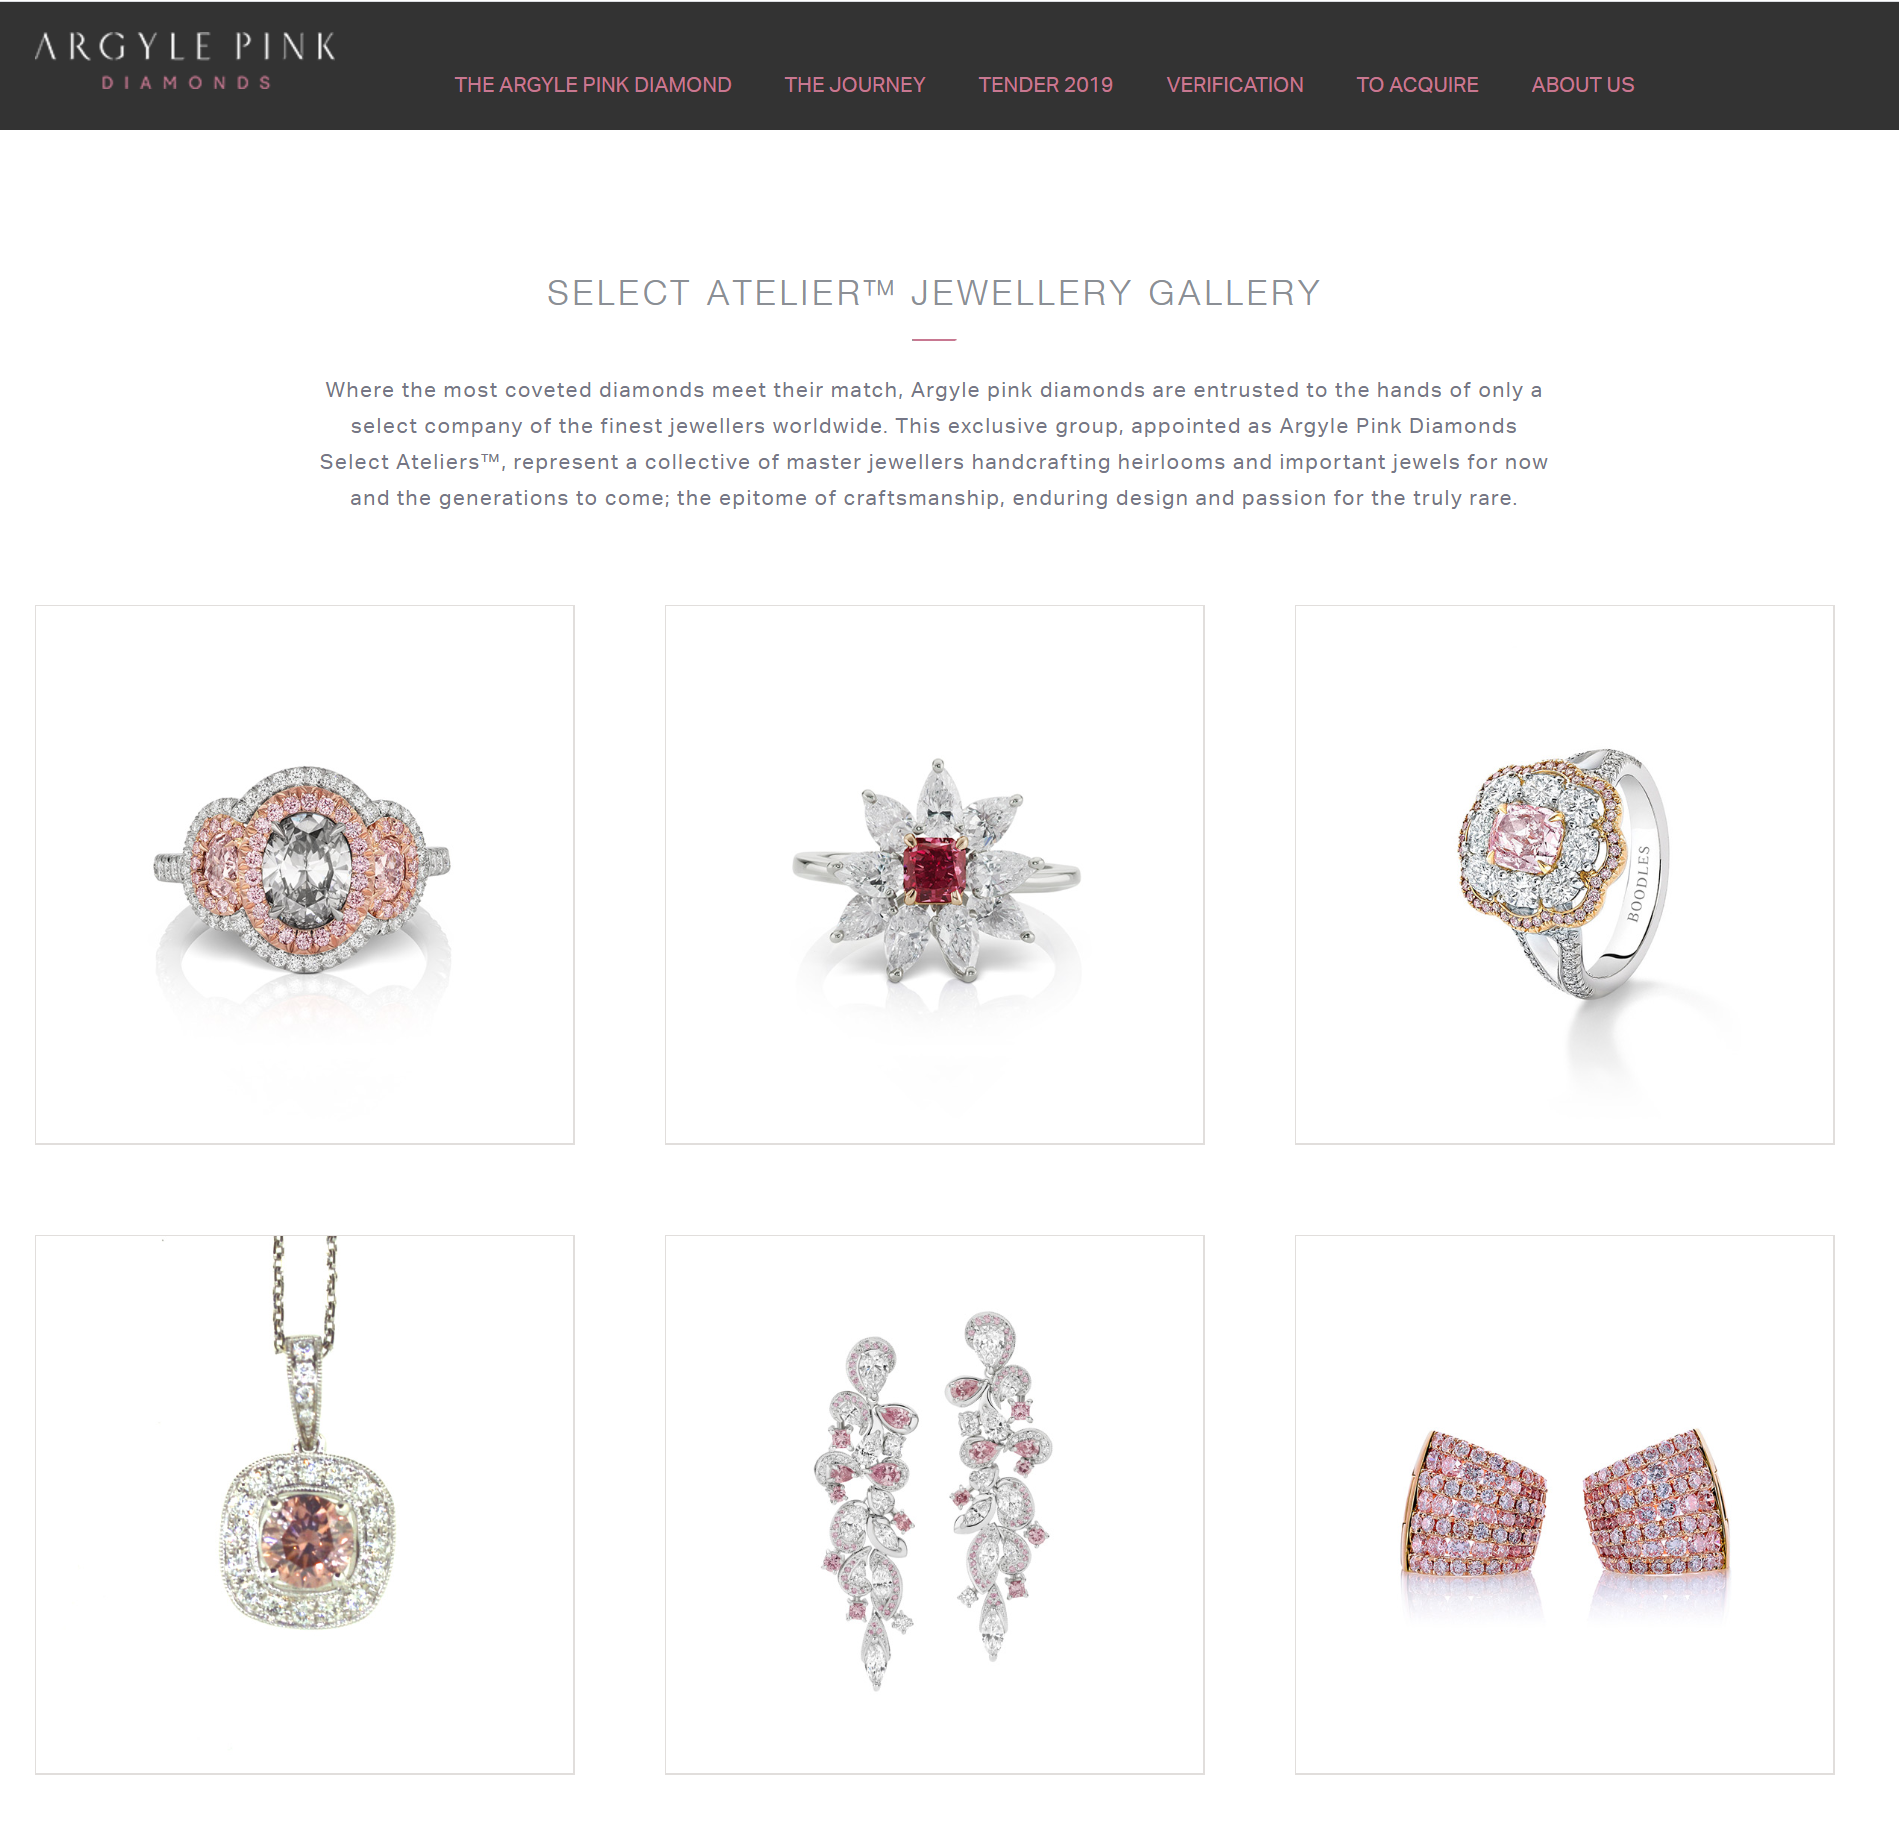 ARGYLE PINK
DIAMONDS
THE ARGYLE PINK DIAMOND THE JOURNEY TENDER 2019 VERIFICATION TO ACQUIRE ABOUT US
SELECT ATELIER™ JEWELLERY GALLERY
Where the most coveted diamonds meet their match, Argyle pink diamonds are entrusted to the hands of only a
select company of the finest jewellers worldwide. This exclusive group, appointed as Argyle Pink Diamonds
Select Ateliers™, represent a collective of master jewellers handcrafting heirlooms and important jewels for now
and the generations to come; the epitome of craftsmanship, enduring design and passion for the truly rare.
BOODLES